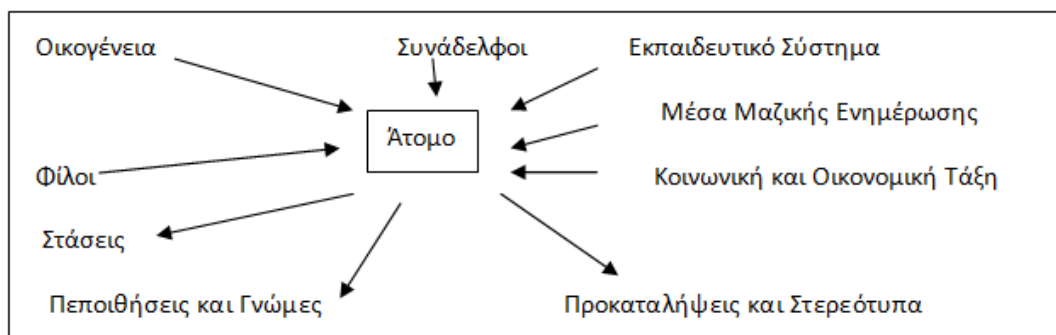 Οικογένεια
Συνάδελφοι
Εκπαιδευτικό Σύστημα
Μέσα Μαζικής Ενημέρωσης
Άτομο
Φίλοι
Κοινωνική και Οικονομική Τάξη
Στάσεις
Πεποιθήσεις και Γνώμες
Προκαταλήψεις και Στερεότυπα